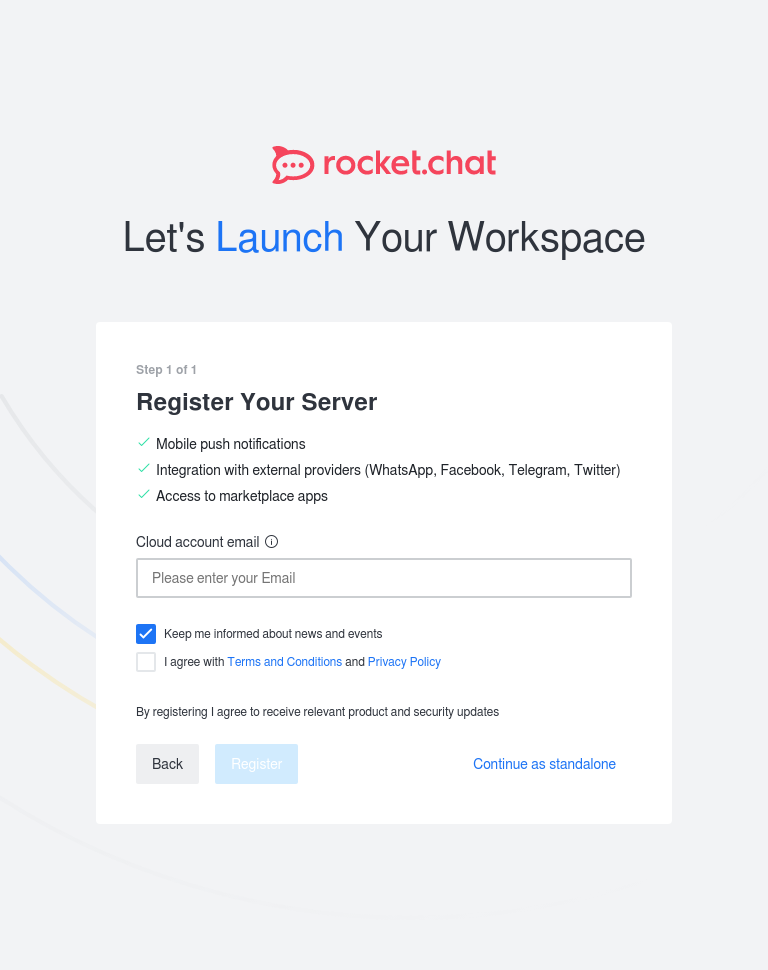 rocket.chat
Let's Launch Your Workspace
Step 1 of 1
Register Your Server
Mobile push notifications
Integration with external providers (WhatsApp, Facebook, Telegram, Twitter)
Access to marketplace apps
Cloud account email
Please enter your Email
Keep me informed about news and events
I agree with Terms and Conditions and Privacy Policy
By registering I agree to receive relevant product and security updates
Back Register Continue as standalone